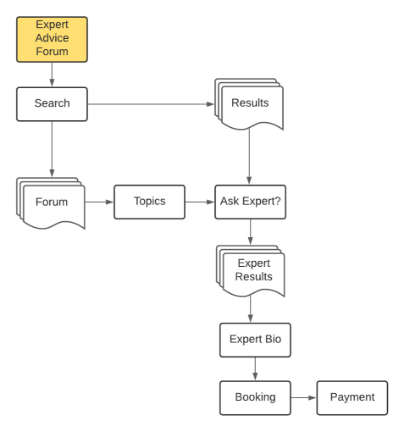 Expert
Advice
Forum
Search
Results
Forum
Topics
Ask Expert?
Expert
Results
Expert Bio
Booking
Payment